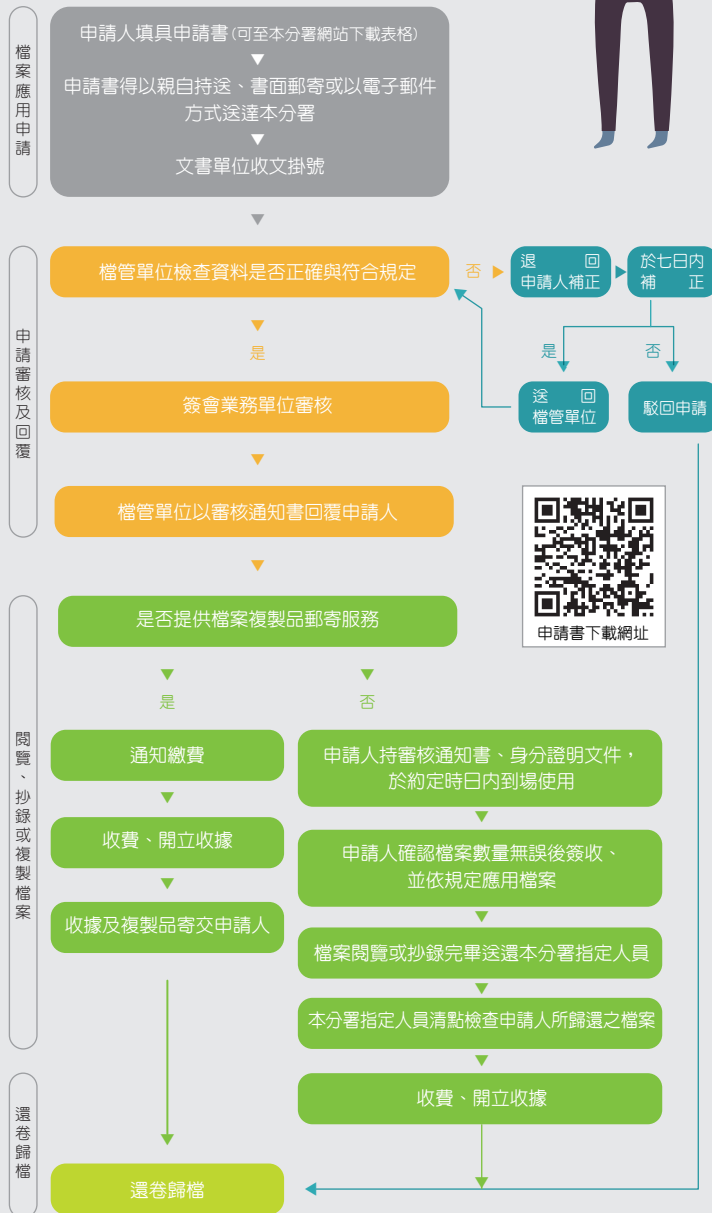 檔案應用申請
申請人填具申請書(可至本分署網站下載表格)
申請書得以親自持送、書面郵寄或以電子郵件
方式送達本分署
文書單位收文掛號
申請審核及回覆
檔管單位檢查資料是否正確與符合規定
否
退 回
申請人補正
於七日內
補 正
是
否
送 回
檔管單位
駁回申請
是
簽會業務單位審核
檔管單位以審核通知書回覆申請人
申請書下載網址
閱覽、抄錄或複製檔案
是否提供檔案複製品郵寄服務
是
否
通知繳費
收費、開立收據
收據及複製品寄交申請人
申請人持審核通知書、身分證明文件，
於約定時日內到場使用
申請人確認檔案數量無誤後簽收、
並依規定應用檔案
檔案閱覽或抄錄完畢送還本分署指定人員
本分署指定人員清點檢查申請人所歸還之檔案
收費、開立收據
還卷歸檔
還卷歸檔